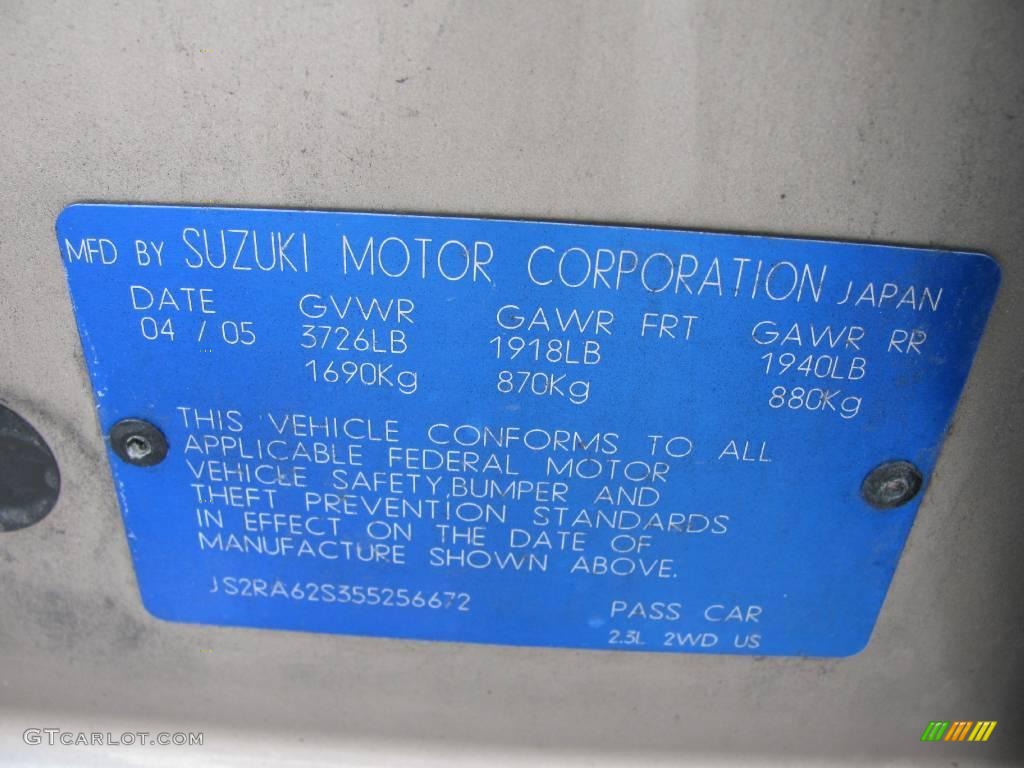 MFD BY SUZUKI MOTOR CORPORATION JAPAN
DATE GVWR GAWR FRT GAWR RR
04 / 05 3726LB 1918LB 1940LB
1690Kg 870Kg 880Kg
THIS VEHICLE CONFORMS TO ALL
APPLICABLE FEDERAL MOTOR
VEHICLE SAFETY,BUMPER AND
THEFT PREVENTION STANDARDS
IN EFFECT ON THE DATE OF
MANUFACTURE SHOWN ABOVE.
JS2RA62S355256672
PASS CAR
2.3L 2WD US
GTCARLOT.COM